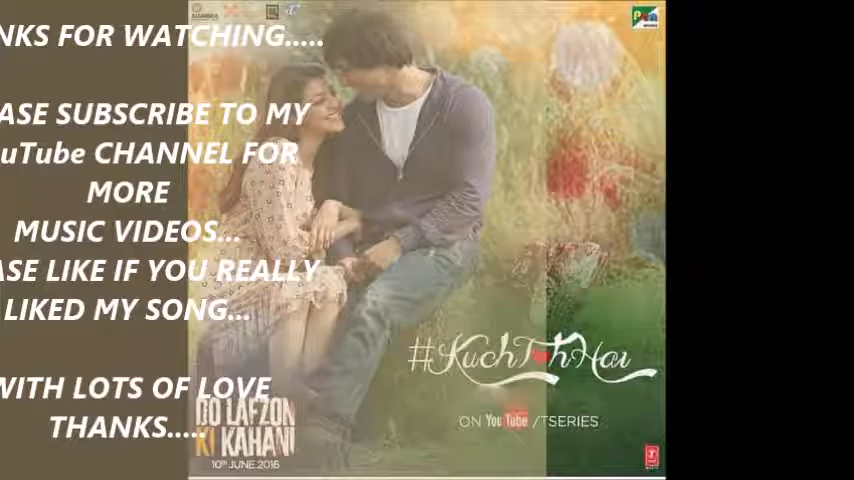 NKS FOR WATCHING.....
ASE SUBSCRIBE TO MY
uTube CHANNEL FOR
MORE
MUSIC VIDEOS...
ASE LIKE IF YOU REALLY
LIKED MY SONG...
WITH LOTS OF LOVE
THANKS.....
#KuchTohHai
DO LAFZON
KI KAHANI
10TH JUNE 2016
ON YouTube /TSERIES